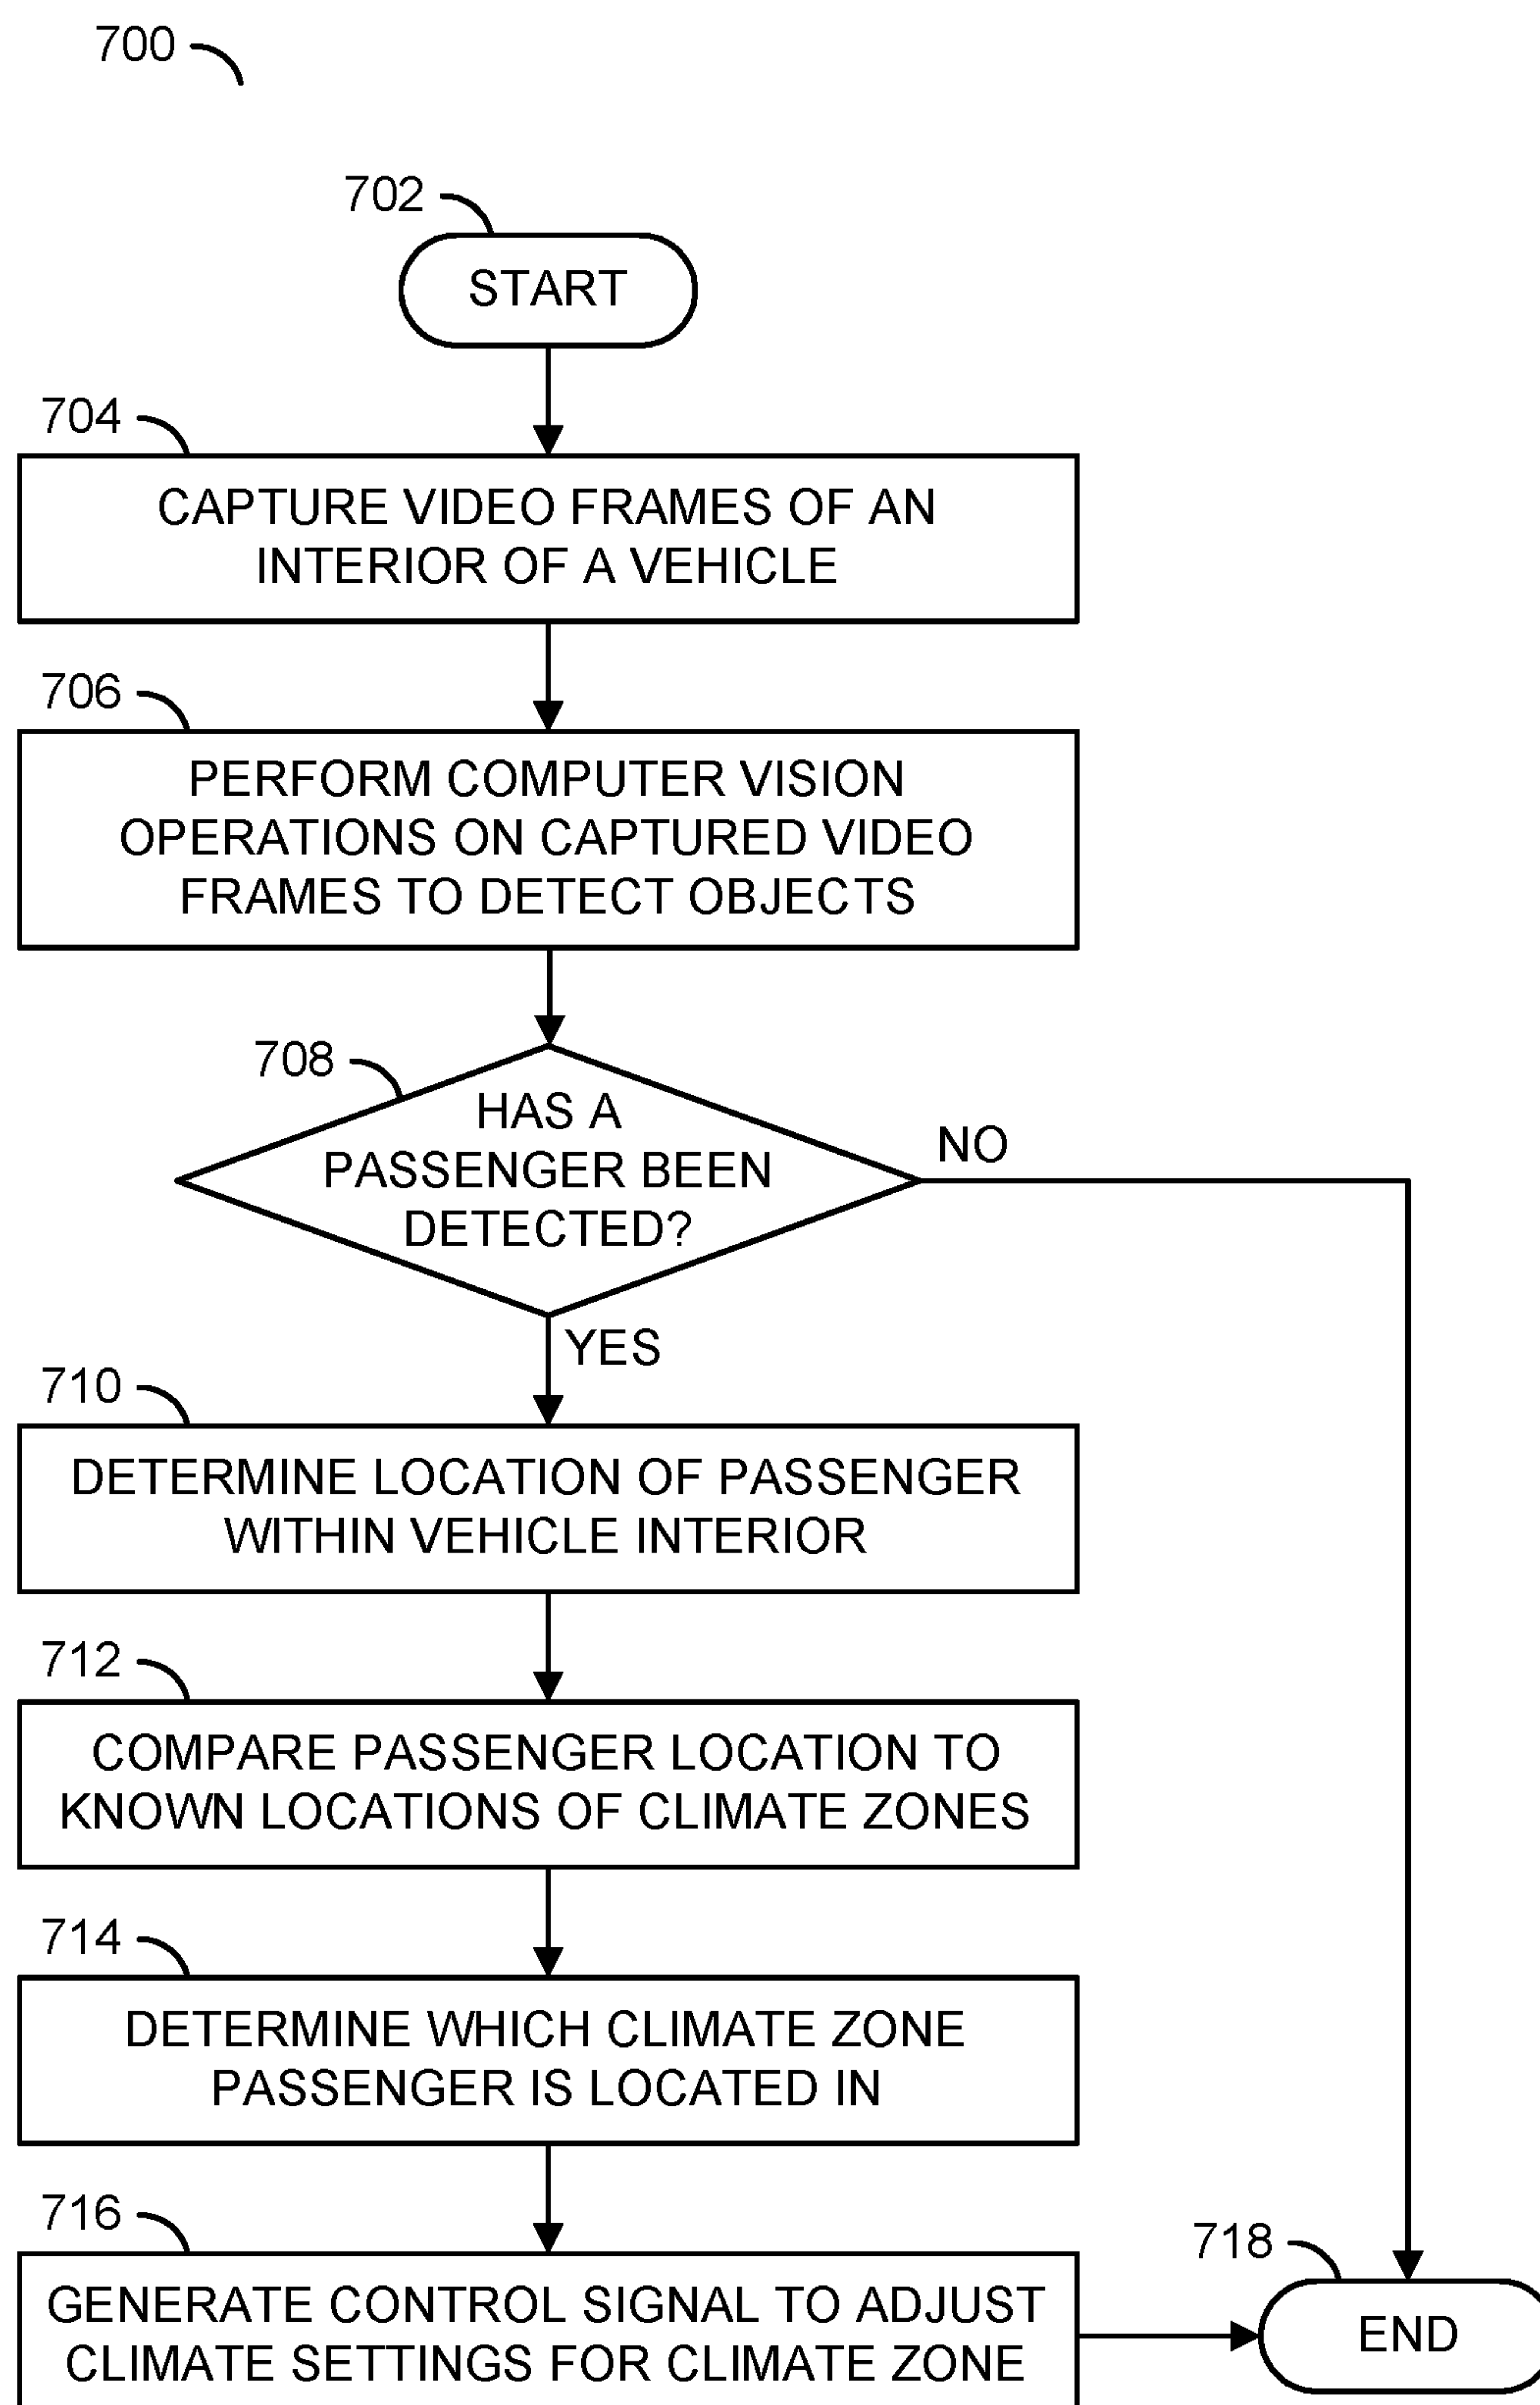 700
702
START
704
CAPTURE VIDEO FRAMES OF AN
INTERIOR OF A VEHICLE
706
PERFORM COMPUTER VISION
OPERATIONS ON CAPTURED VIDEO
FRAMES TO DETECT OBJECTS
708
HAS A
PASSENGER BEEN
DETECTED?
NO
YES
710
DETERMINE LOCATION OF PASSENGER
WITHIN VEHICLE INTERIOR
712
COMPARE PASSENGER LOCATION TO
KNOWN LOCATIONS OF CLIMATE ZONES
714
DETERMINE WHICH CLIMATE ZONE
PASSENGER IS LOCATED IN
716
GENERATE CONTROL SIGNAL TO ADJUST
CLIMATE SETTINGS FOR CLIMATE ZONE
718
END